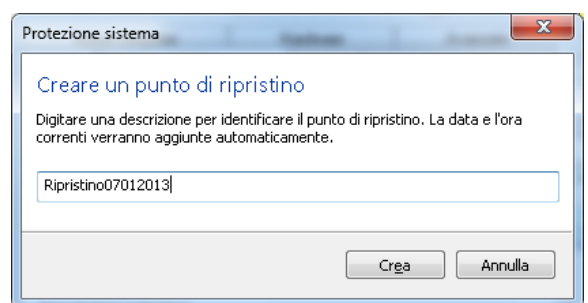 Protezione sistema
Creare un punto di ripristino
Digitare una descrizione per identificare il punto di ripristino. La data e l'ora
correnti verranno aggiunte automaticamente.
Ripristino07012013
Crea
Annulla